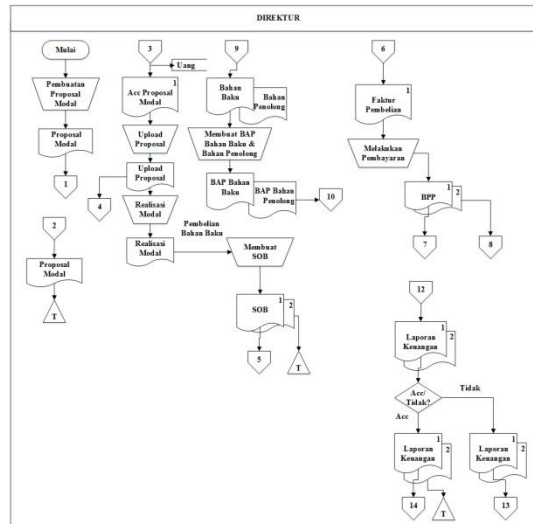 DIREKTUR
Mulai
Pembuatan
Proposal
Modal
Proposal
Modal
1
2
Proposal
Modal
T
3
Uang
1
Acc Proposal
Modal
Upload
Proposal
Upload
Proposal
4
Realisasi
Modal
Realisasi
Modal
Pembelian
Bahan Baku
Membuat
SOB
1
2
SOB
5
T
9
Bahan
Baku
Bahan
Penolong
Membuat BAP
Bahan Baku &
Bahan Penolong
BAP Bahan
Baku
BAP Bahan
Penolong
10
6
1
Faktur
Pembelian
Melakukan
Pembayaran
1
2
BPP
7
8
12
1
2
Laporan
Keuangan
Acc/
Tidak?
Tidak
Acc
1
2
Laporan
Keuangan
14
T
1
2
Laporan
Keuangan
13